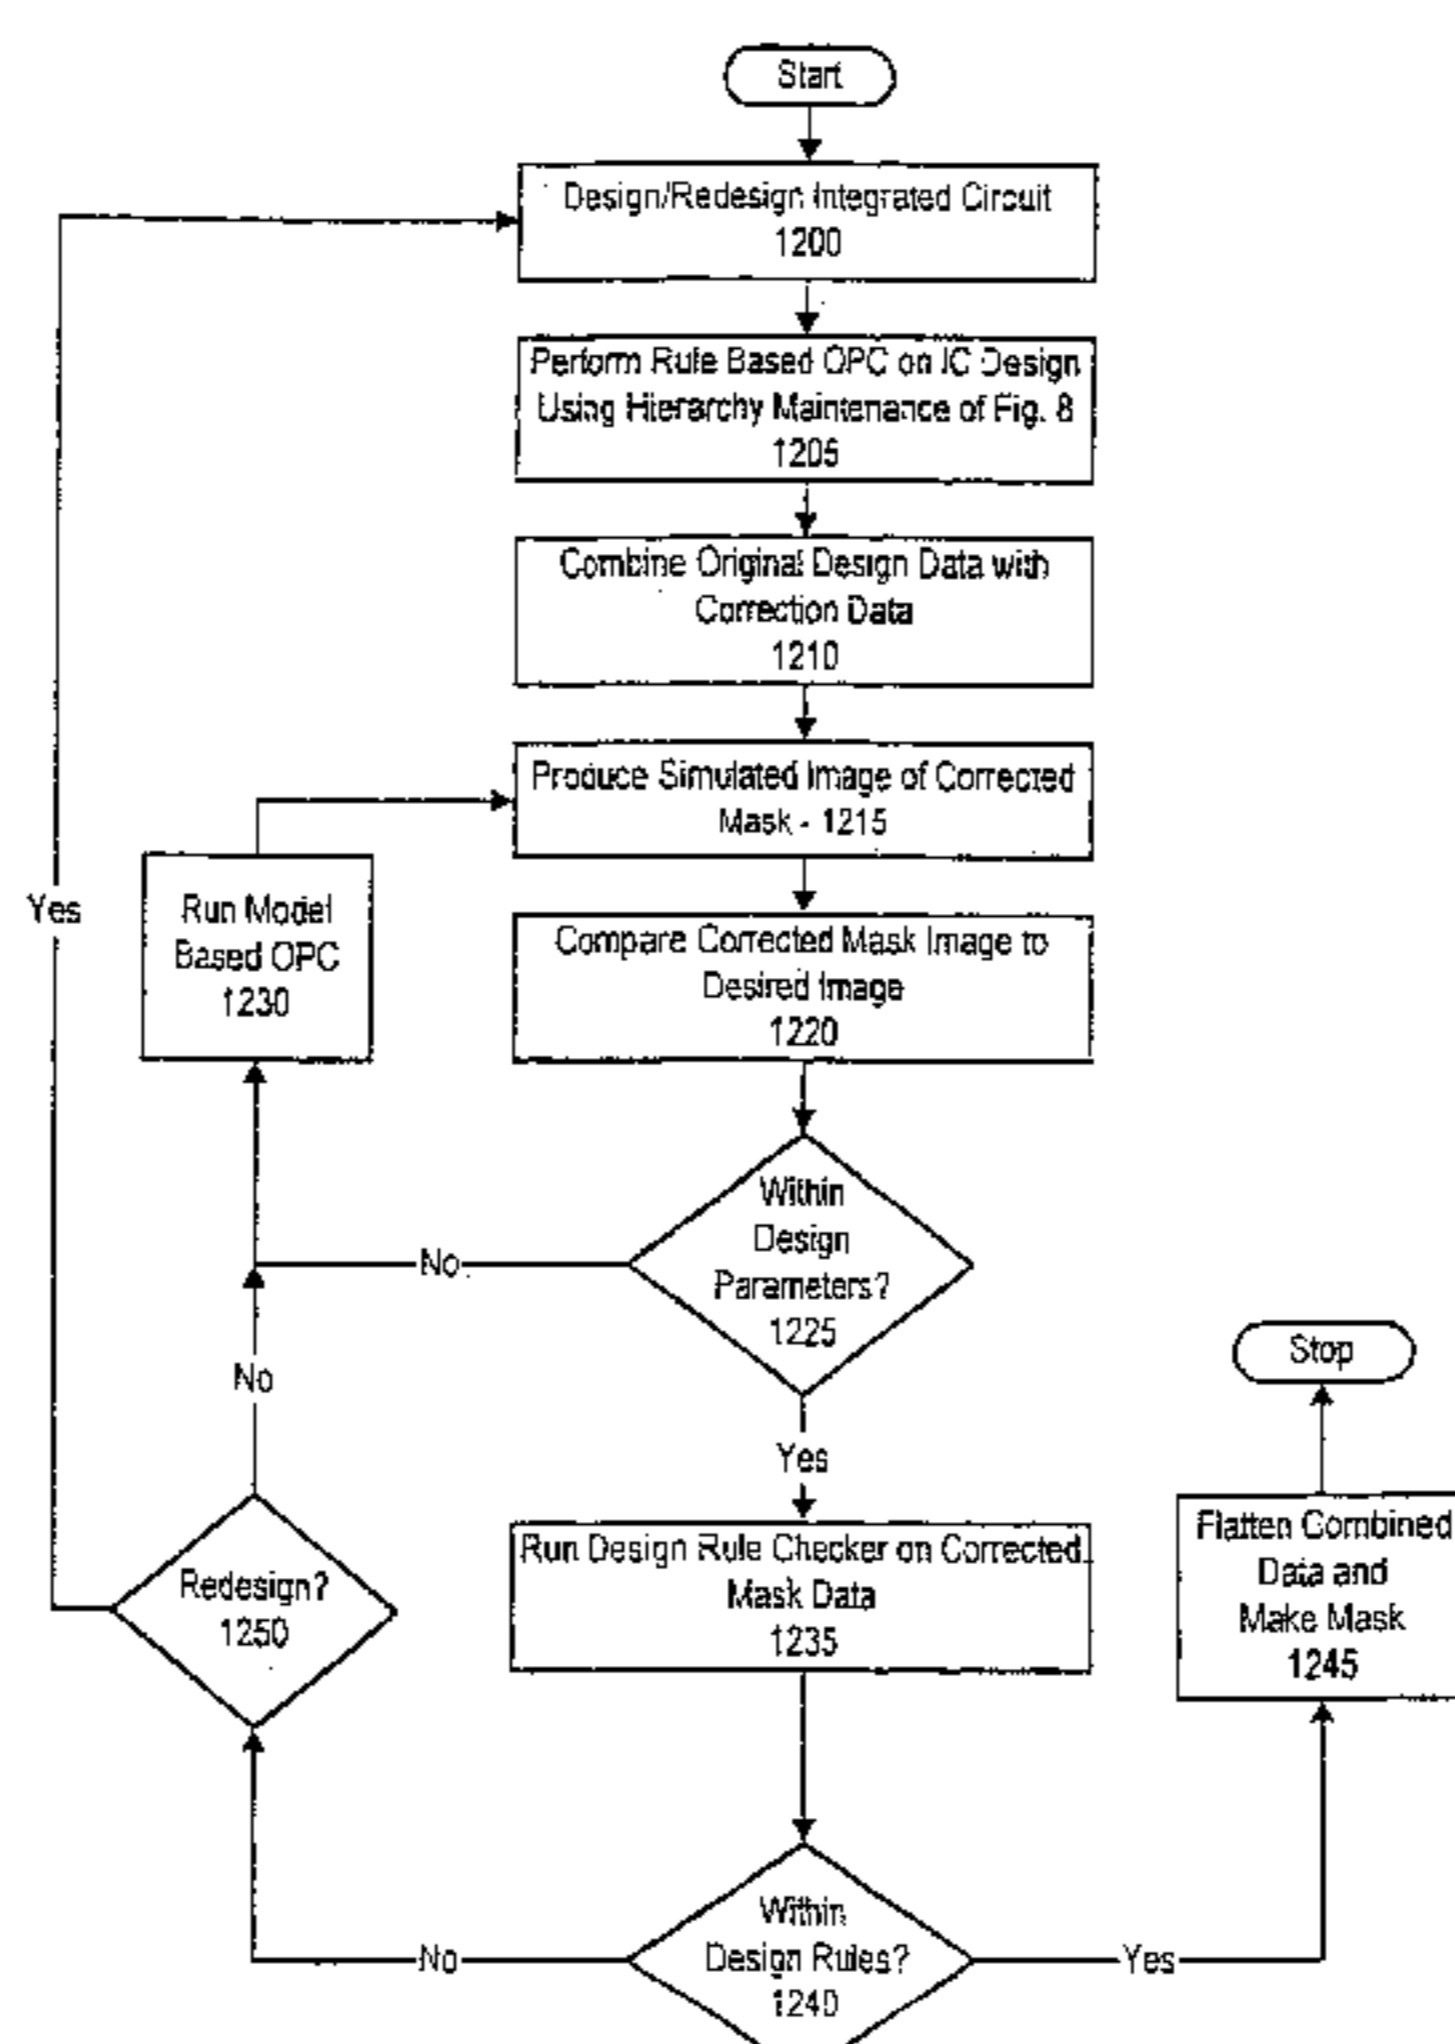 Start
Design/Redesign Integrated Circuit
1200
Perform Rule Based OPC on IC Design
Using Hierarchy Maintenance of Fig. 8
1205
Combine Original Design Data with
Correction Data
1210
Produce Simulated Image of Corrected
Mask - 1215
Yes
Run Model
Based OPC
1230
Compare Corrected Mask Image to
Desired Image
1220
Within
Design
Parameters?
1225
No
No
Yes
Stop
Redesign?
1250
Run Design Rule Checker on Corrected
Mask Data
1235
Flatten Combined
Data and
Make Mask
1245
Within
Design Rules?
1240
No
Yes